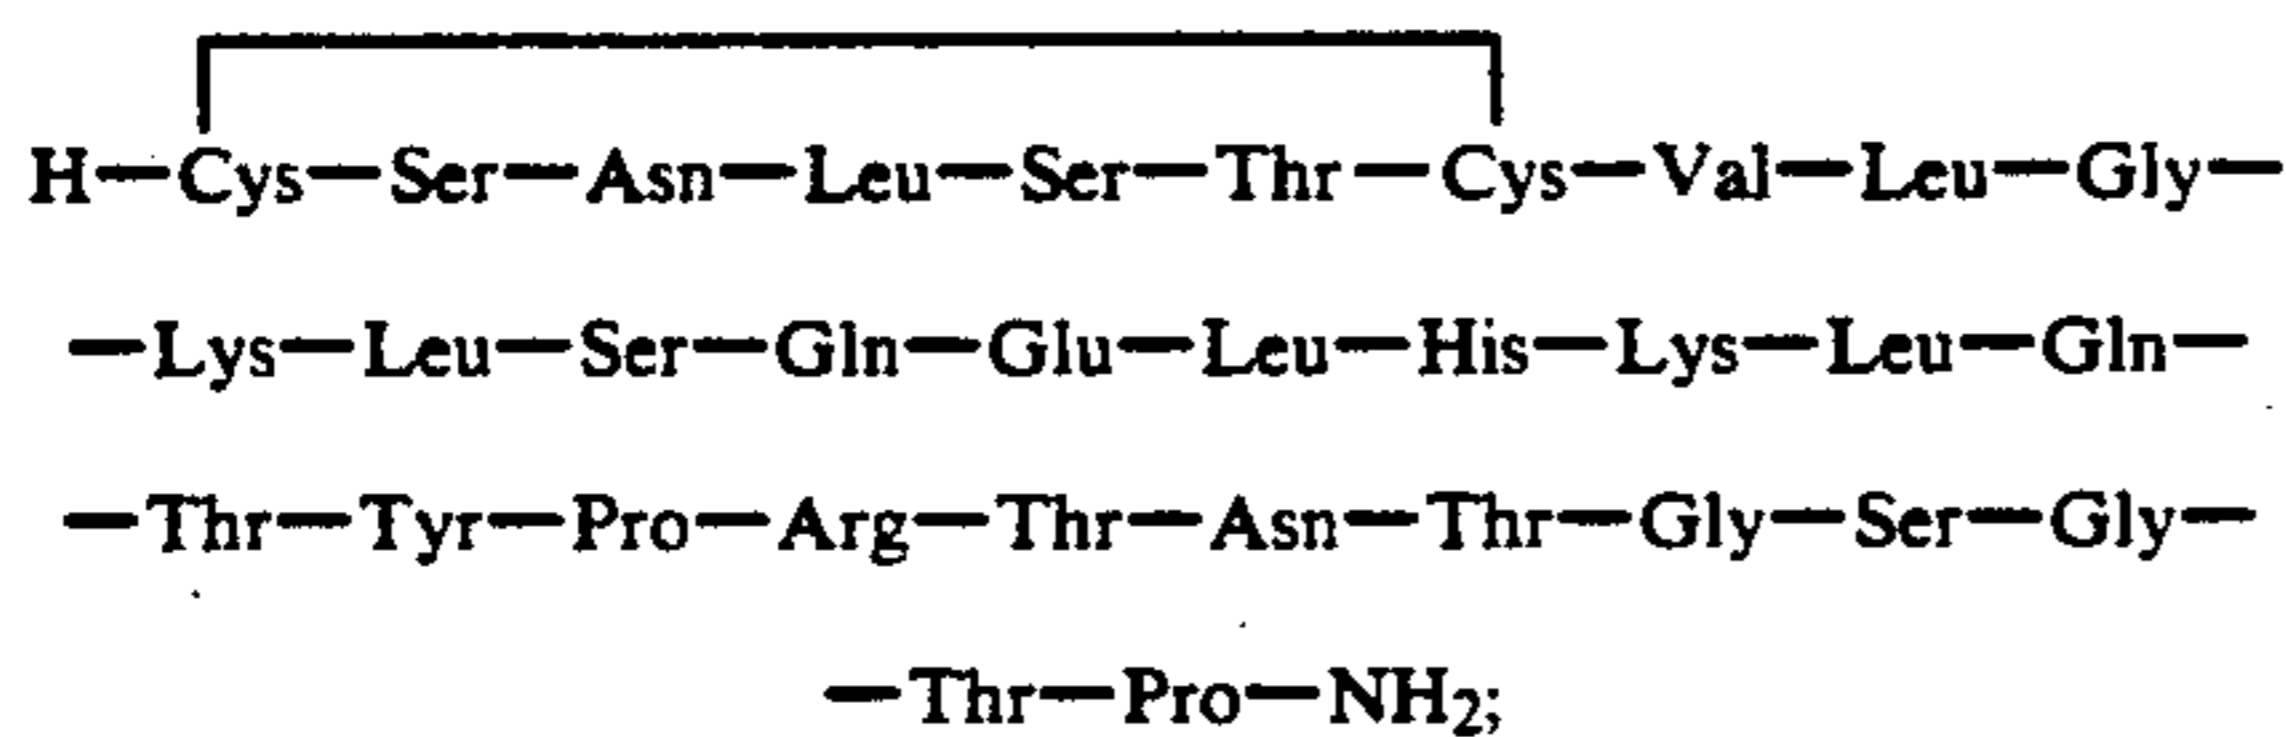 H—Cys—Ser—Asn—Leu—Ser—Thr—Cys—Val—Leu—Gly—
—Lys—Leu—Ser—Gln—Glu—Leu—His—Lys—Leu—Gln—
—Thr—Tyr—Pro—Arg—Thr—Asn—Thr—Gly—Ser—Gly—
—Thr—Pro—NH₂;